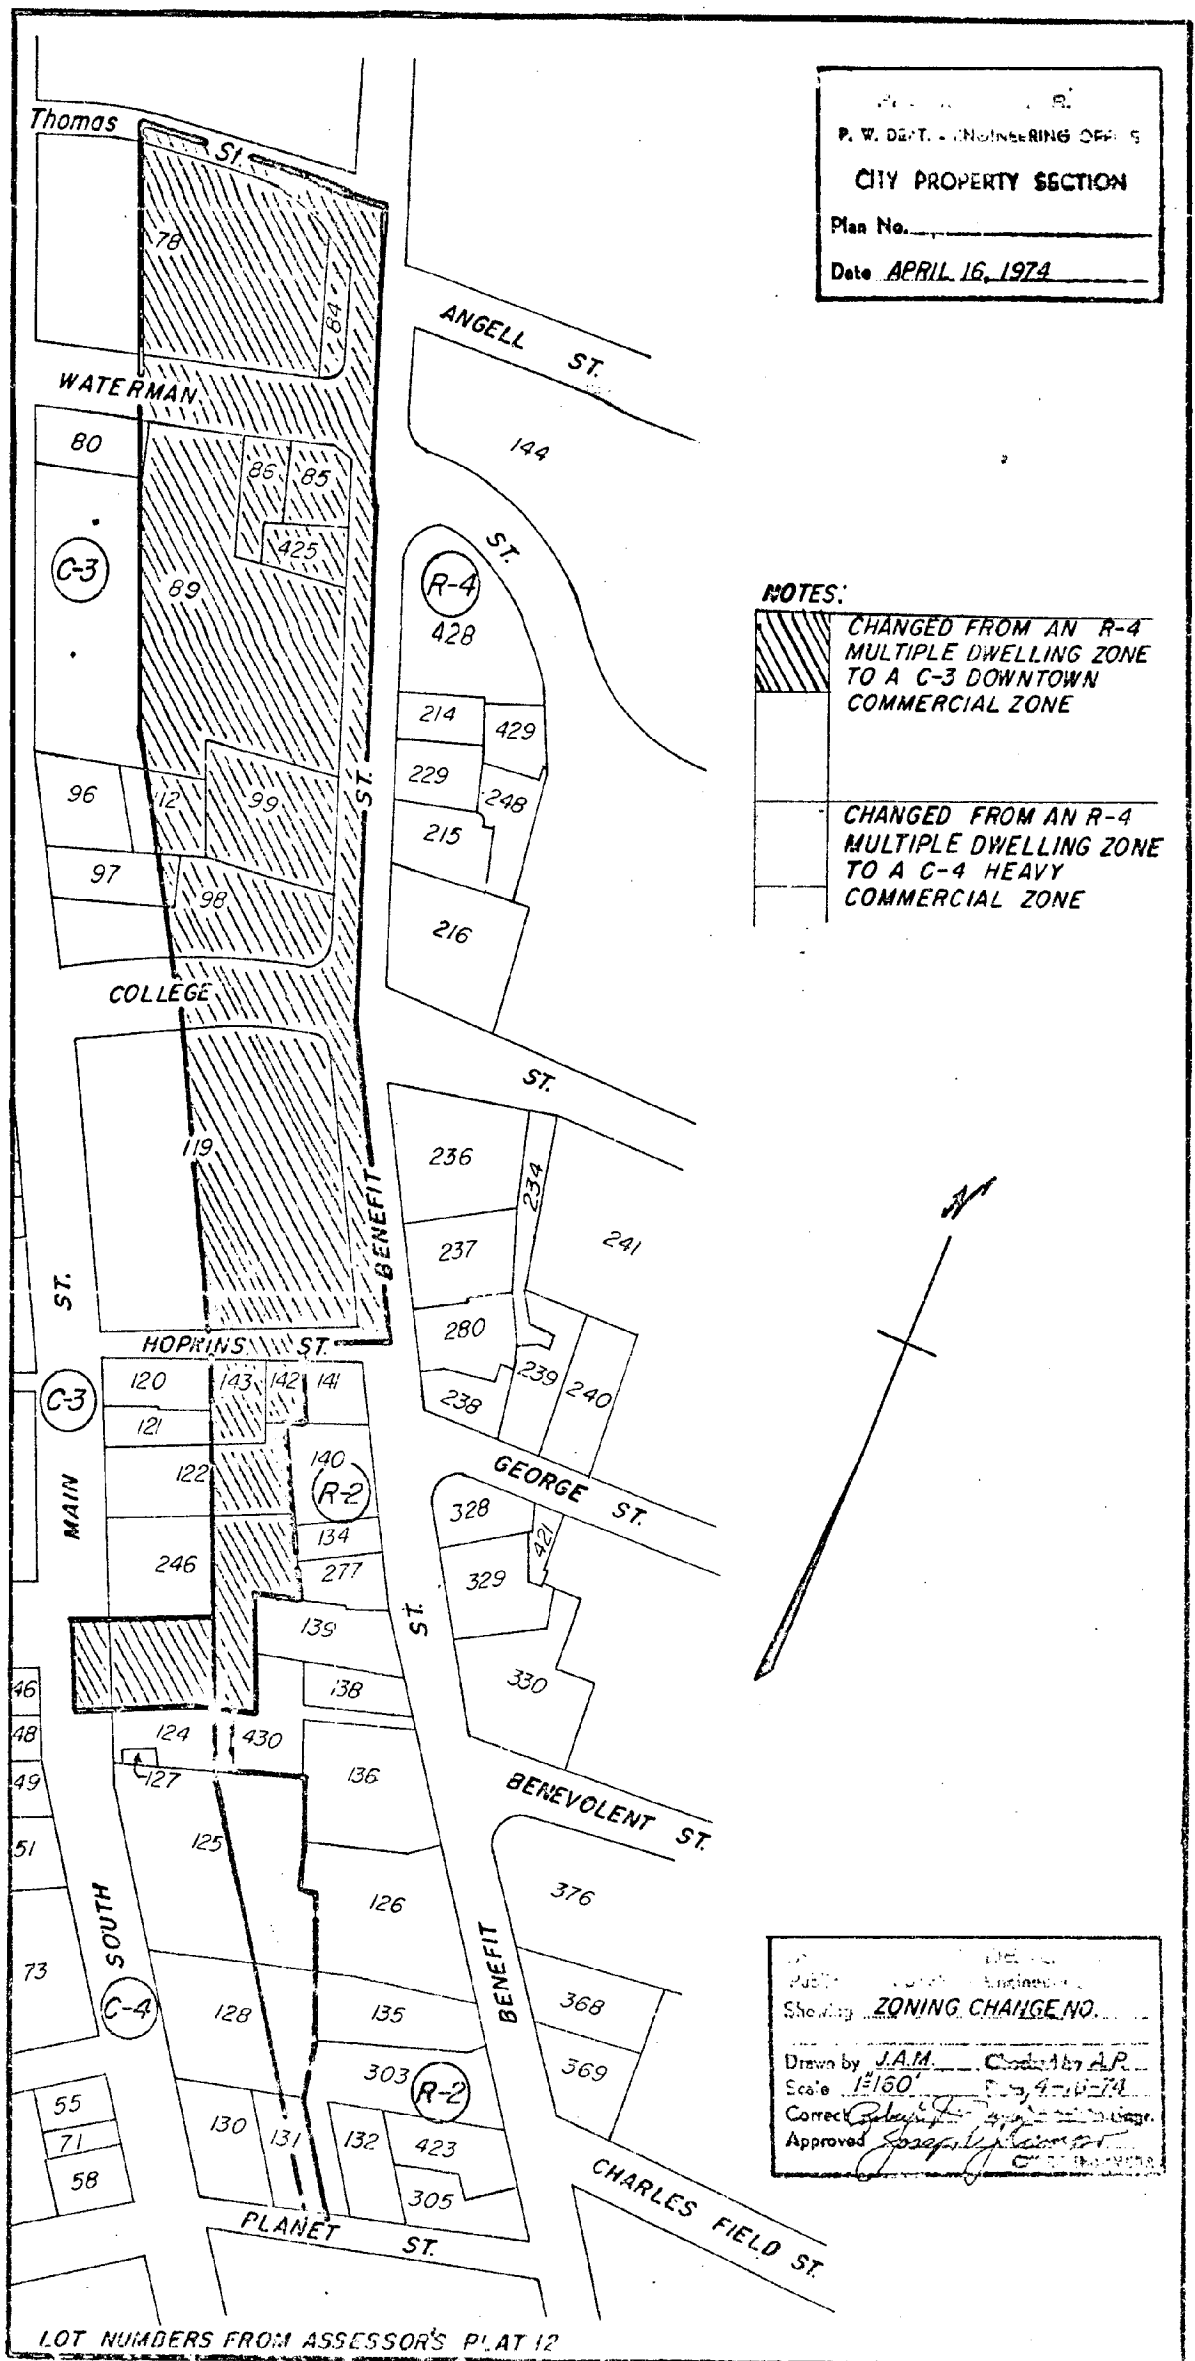 P. W. DEPT. - ENGINEERING OFFICE
CITY PROPERTY SECTION
Plan No.
Date APRIL 16, 1974
Thomas St.
78
84
ANGELL ST.
WATERMAN ST.
80
86
85
144
425
C-3
89
R-4
428
NOTES:
CHANGED FROM AN R-4
MULTIPLE DWELLING ZONE
TO A C-3 DOWNTOWN
COMMERCIAL ZONE
CHANGED FROM AN R-4
MULTIPLE DWELLING ZONE
TO A C-4 HEAVY
COMMERCIAL ZONE
214
429
229
248
215
216
96
112
99
97
98
BENEFIT ST.
COLLEGE ST.
119
236
234
237
241
280
239
240
238
ST.
HOPKINS ST.
C-3
120
143
142
141
121
122
140
R-2
134
246
277
GEORGE ST.
328
421
329
MAIN
139
ST.
330
138
46
48
49
51
73
124
430
127
136
BENEVOLENT ST.
125
126
376
SOUTH
BENEFIT
C-4
128
135
368
369
303
R-2
55
71
58
130
131
132
423
305
PLANET ST.
CHARLES FIELD ST.
Showing ZONING CHANGE NO.
Drawn by J.A.M. Checked by A.P.
Scale 1"=160' 4-16-74
Correct
Approved
LOT NUMBERS FROM ASSESSOR'S PLAT 12